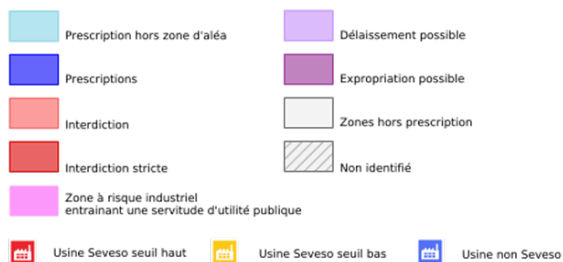 Prescription hors zone d'aléa
Délaissement possible
Prescriptions
Expropriation possible
Interdiction
Zones hors prescription
Interdiction stricte
Non identifié
Zone à risque industriel
entrainant une servitude d'utilité publique
Usine Seveso seuil haut
Usine Seveso seuil bas
Usine non Seveso